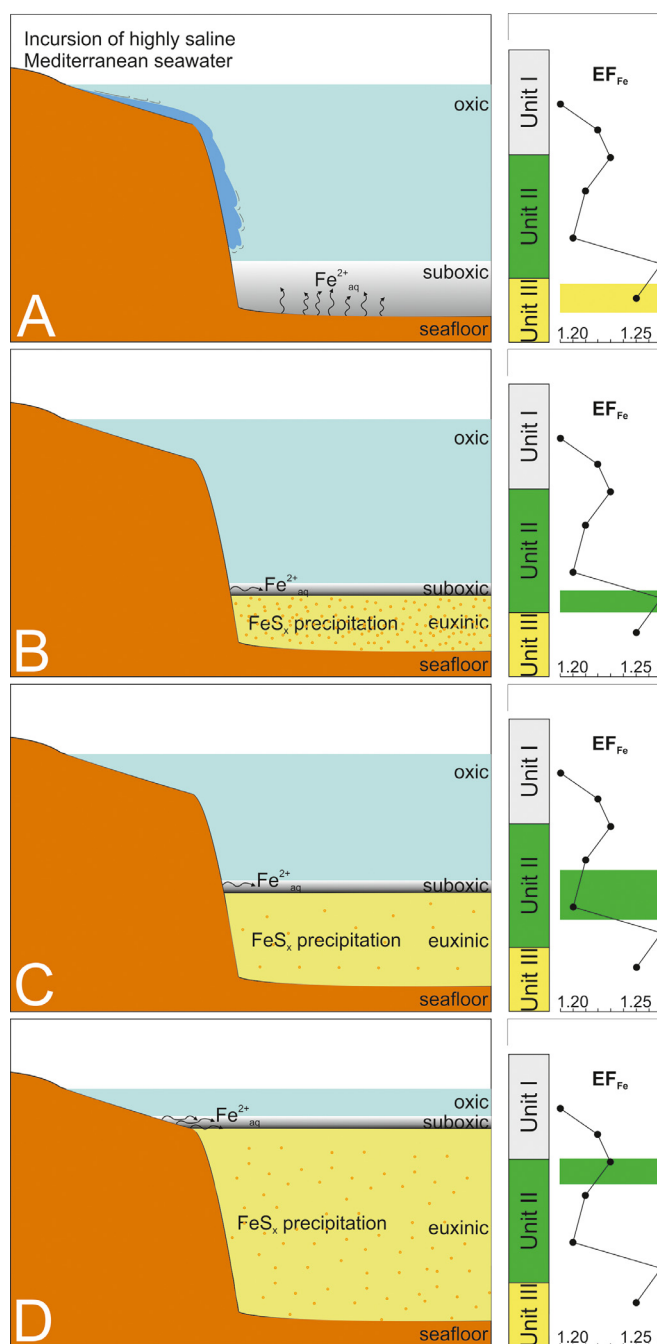 Incursion of highly saline
Mediterranean seawater
oxic
suboxic
Fe²⁺aq
seafloor
A
Unit I
Unit II
Unit III
EFFe
1.20
1.25
oxic
Fe²⁺aq
suboxic
FeSx precipitation
euxinic
seafloor
B
Unit I
Unit II
Unit III
EFFe
1.20
1.25
oxic
Fe²⁺aq
suboxic
FeSx precipitation
euxinic
seafloor
C
Unit I
Unit II
Unit III
EFFe
1.20
1.25
oxic
Fe²⁺aq
suboxic
FeSx precipitation
euxinic
seafloor
D
Unit I
Unit II
Unit III
EFFe
1.20
1.25